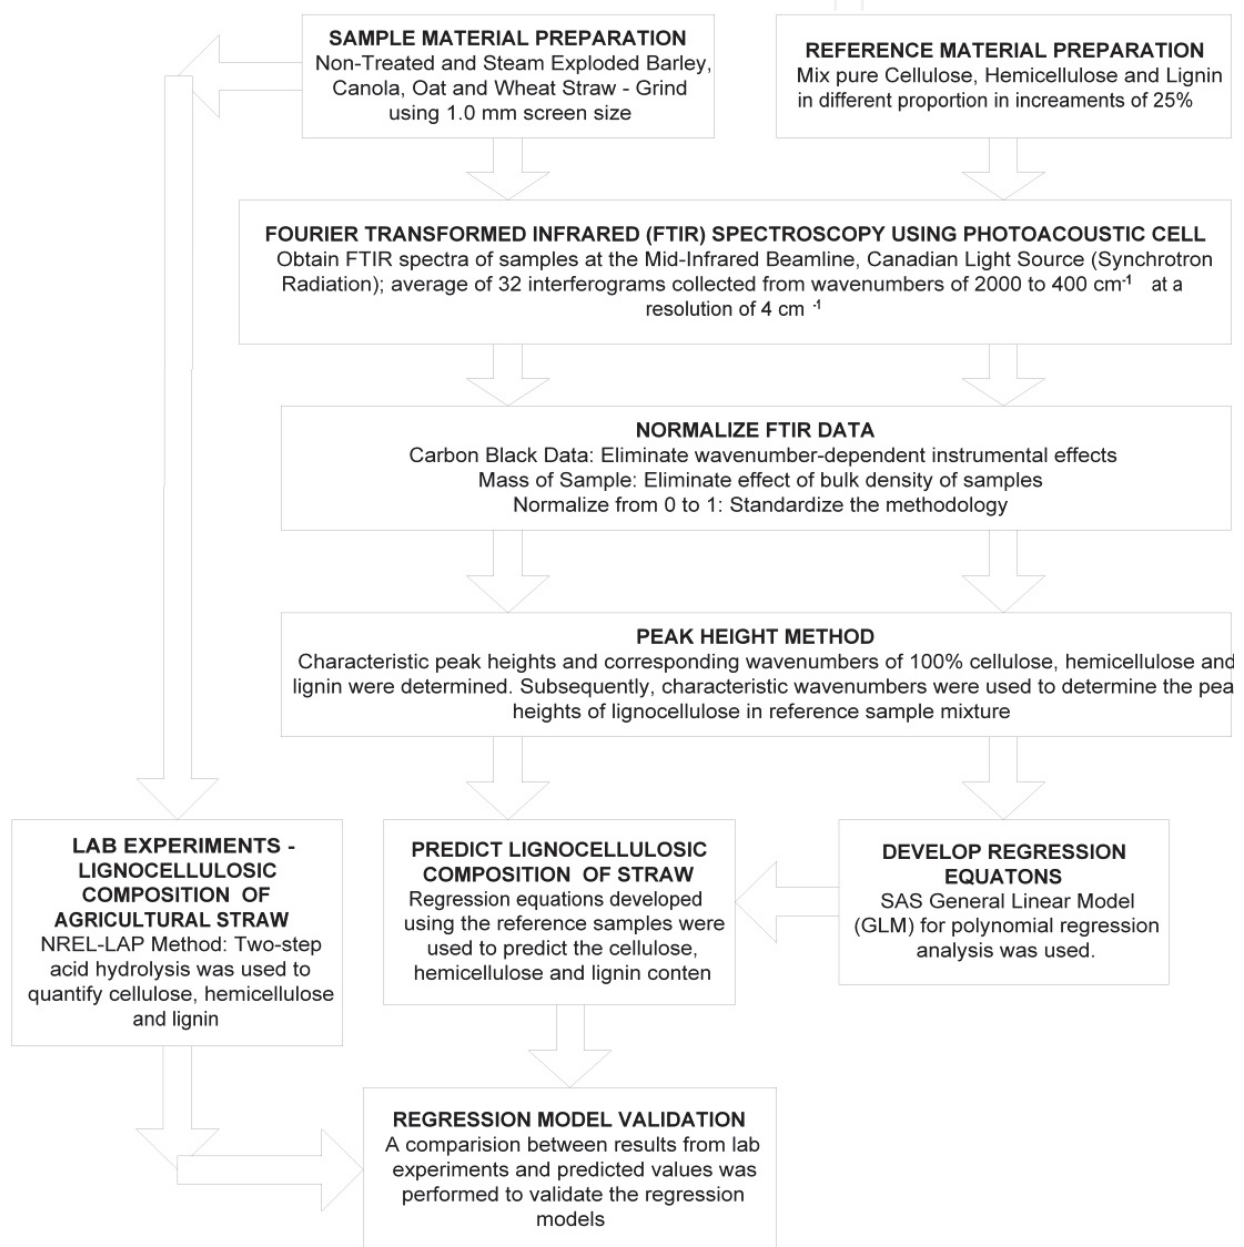 SAMPLE MATERIAL PREPARATION
Non-Treated and Steam Exploded Barley,
Canola, Oat and Wheat Straw - Grind
using 1.0 mm screen size
REFERENCE MATERIAL PREPARATION
Mix pure Cellulose, Hemicellulose and Lignin
in different proportion in increaments of 25%
FOURIER TRANSFORMED INFRARED (FTIR) SPECTROSCOPY USING PHOTOACOUSTIC CELL
Obtain FTIR spectra of samples at the Mid-Infrared Beamline, Canadian Light Source (Synchrotron
Radiation); average of 32 interferograms collected from wavenumbers of 2000 to 400 cm⁻¹ at a
resolution of 4 cm ⁻¹
NORMALIZE FTIR DATA
Carbon Black Data: Eliminate wavenumber-dependent instrumental effects
Mass of Sample: Eliminate effect of bulk density of samples
Normalize from 0 to 1: Standardize the methodology
PEAK HEIGHT METHOD
Characteristic peak heights and corresponding wavenumbers of 100% cellulose, hemicellulose and
lignin were determined. Subsequently, characteristic wavenumbers were used to determine the pea
heights of lignocellulose in reference sample mixture
LAB EXPERIMENTS -
LIGNOCELLULOSIC
COMPOSITION OF
AGRICULTURAL STRAW
NREL-LAP Method: Two-step
acid hydrolysis was used to
quantify cellulose, hemicellulose
and lignin
PREDICT LIGNOCELLULOSIC
COMPOSITION OF STRAW
Regression equations developed
using the reference samples were
used to predict the cellulose,
hemicellulose and lignin conten
DEVELOP REGRESSION
EQUATONS
SAS General Linear Model
(GLM) for polynomial regression
analysis was used.
REGRESSION MODEL VALIDATION
A comparision between results from lab
experiments and predicted values was
performed to validate the regression
models